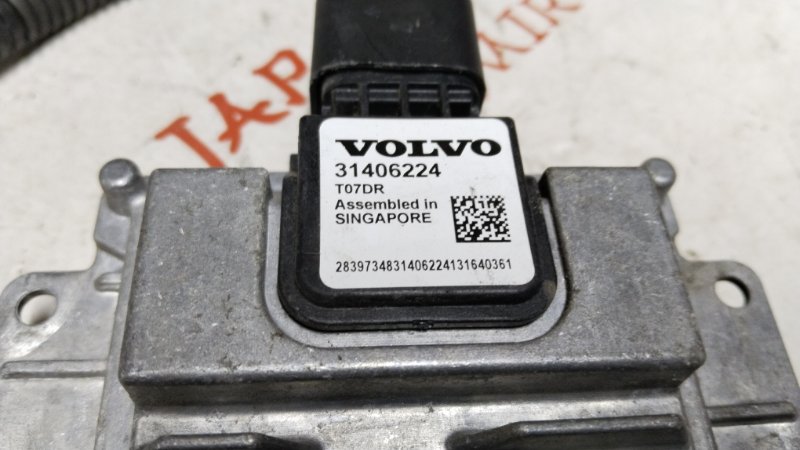 VOLVO
31406224
T07DR
Assembled in
SINGAPORE
28397348314062241316403​61